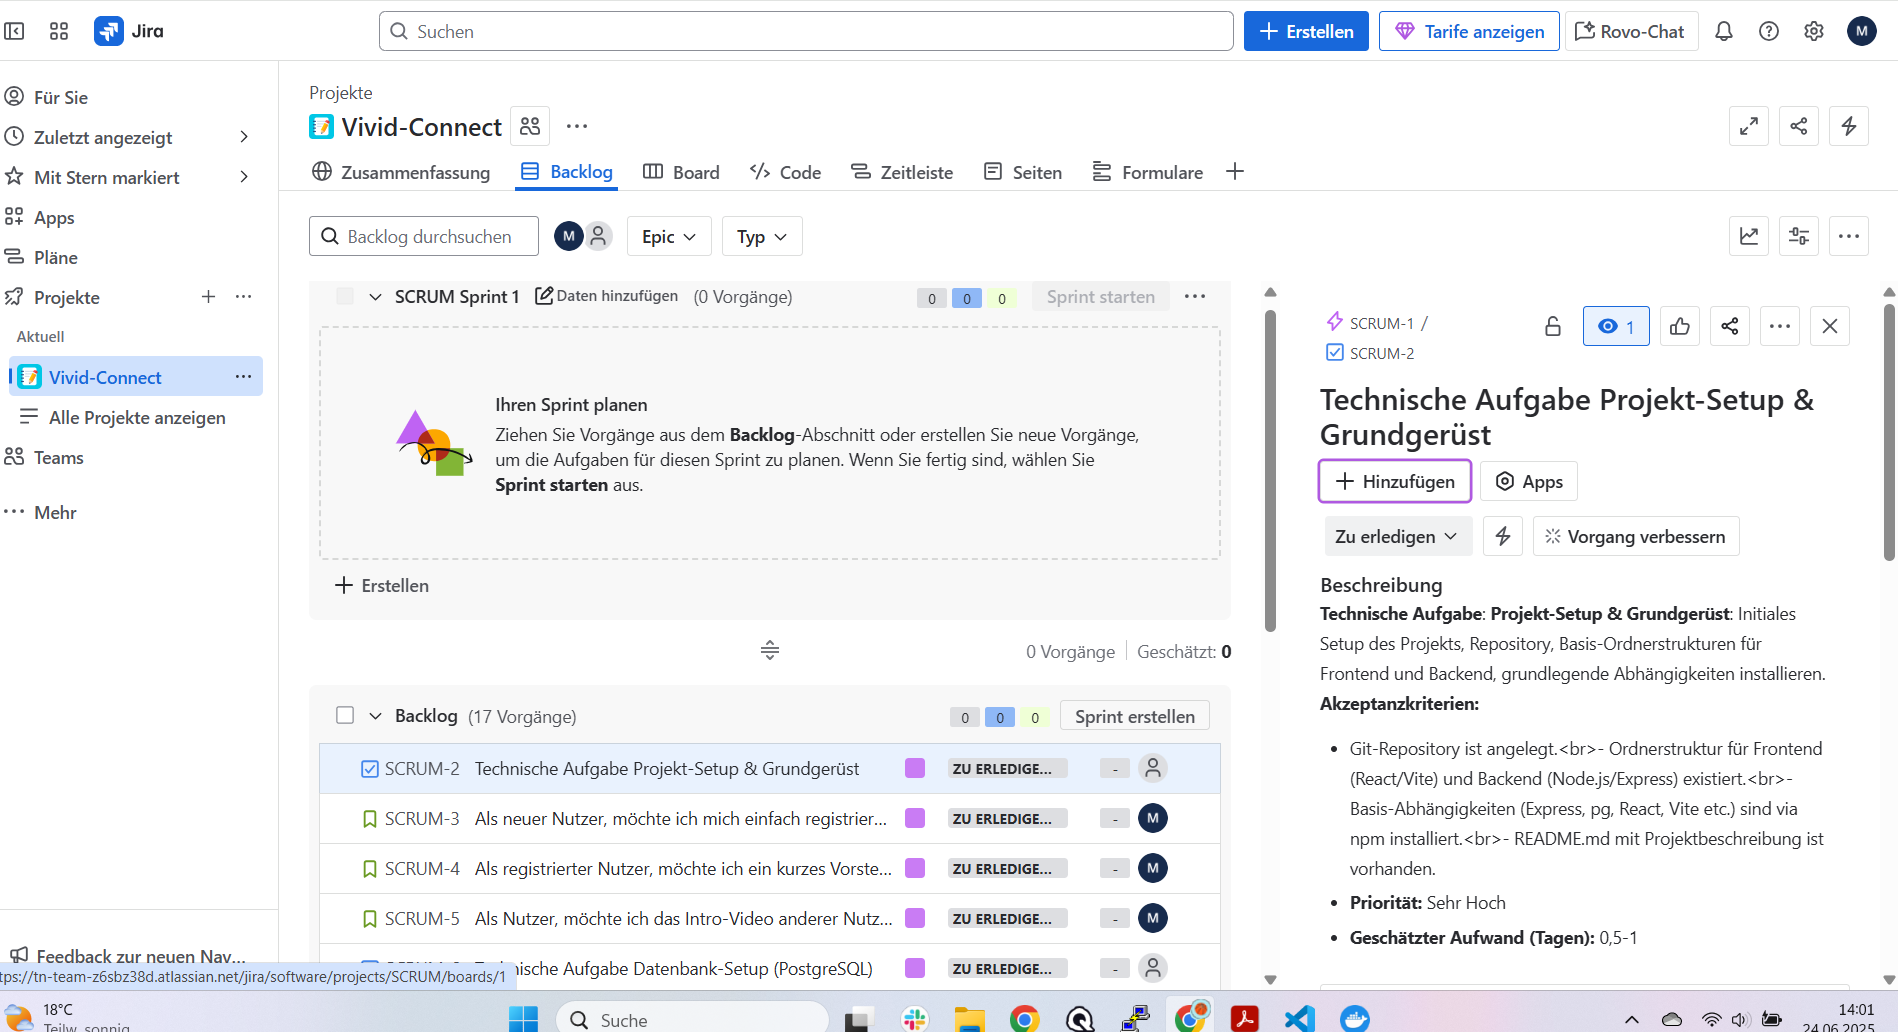 Jira
Suchen
Erstellen
Tarife anzeigen
Rovo-Chat
M
Für Sie
Zuletzt angezeigt
Mit Stern markiert
Apps
Pläne
Projekte
Aktuell
Vivid-Connect
Alle Projekte anzeigen
Teams
Mehr
Feedback zur neuen Nav...
tps://tn-team-z6sbz38d.atlassian.net/jira/software/projects/SCRUM/boards/1
Projekte
Vivid-Connect
Zusammenfassung
Backlog
Board
Code
Zeitleiste
Seiten
Formulare
Backlog durchsuchen
M
Epic
Typ
SCRUM Sprint 1 Daten hinzufügen (0 Vorgänge) 0 0 0 Sprint starten
Ihren Sprint planen
Ziehen Sie Vorgänge aus dem Backlog-Abschnitt oder erstellen Sie neue Vorgänge,
um die Aufgaben für diesen Sprint zu planen. Wenn Sie fertig sind, wählen Sie
Sprint starten aus.
Erstellen
0 Vorgänge Geschätzt: 0
Backlog (17 Vorgänge) 0 0 0 Sprint erstellen
SCRUM-2 Technische Aufgabe Projekt-Setup & Grundgerüst ZU ERLEDIGE... -
SCRUM-3 Als neuer Nutzer, möchte ich mich einfach registrier... ZU ERLEDIGE... - M
SCRUM-4 Als registrierter Nutzer, möchte ich ein kurzes Vorste... ZU ERLEDIGE... - M
SCRUM-5 Als Nutzer, möchte ich das Intro-Video anderer Nutz... ZU ERLEDIGE... - M
nische Aufgabe Datenbank-Setup (PostgreSQL) ZU ERLEDIGE... -
SCRUM-1 /
SCRUM-2
1
Technische Aufgabe Projekt-Setup &
Grundgerüst
Hinzufügen
Apps
Zu erledigen
Vorgang verbessern
Beschreibung
Technische Aufgabe: Projekt-Setup & Grundgerüst: Initiales
Setup des Projekts, Repository, Basis-Ordnerstrukturen für
Frontend und Backend, grundlegende Abhängigkeiten installieren.
Akzeptanzkriterien:
• Git-Repository ist angelegt.<br>- Ordnerstruktur für Frontend
(React/Vite) und Backend (Node.js/Express) existiert.<br>-
Basis-Abhängigkeiten (Express, pg, React, Vite etc.) sind via
npm installiert.<br>- README.md mit Projektbeschreibung ist
vorhanden.
• Priorität: Sehr Hoch
• Geschätzter Aufwand (Tagen): 0,5-1
18°C
Teilw. sonnig
Suche
14:01
24.06.2025